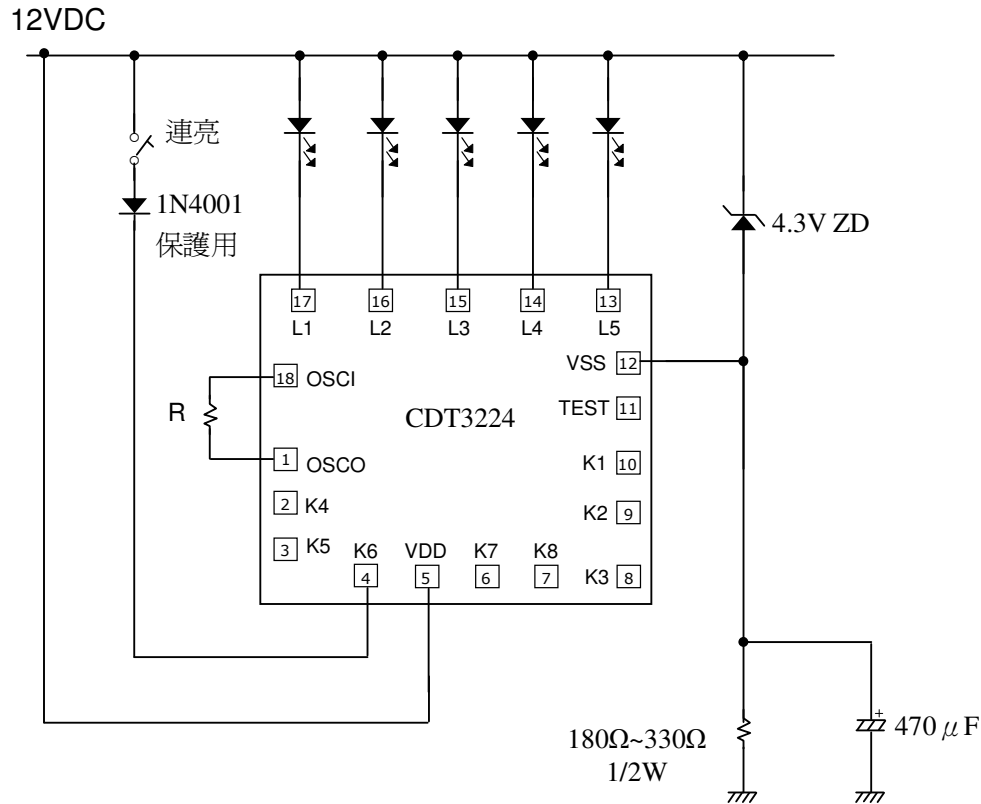 12VDC
連亮
1N4001
保護用
4.3V ZD
17 16 15 14 13
L1 L2 L3 L4 L5
VSS 12
18 OSCI
TEST 11
CDT3224
R
K1 10
1 OSCO
2 K4
K2 9
3 K5
K6 VDD K7 K8
4 5 6 7
K3 8
180Ω~330Ω
1/2W
+
470μF